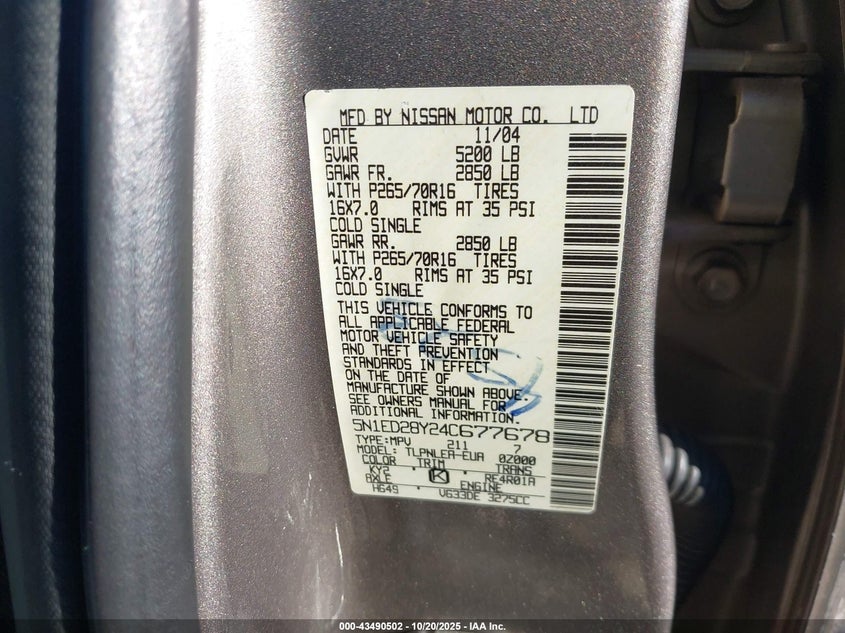 MFD BY NISSAN MOTOR CO. LTD
DATE 11/04
GVWR 5200 LB
GAWR FR. 2850 LB
WITH P265/70R16 TIRES
16X7.0 RIMS AT 35 PSI
COLD SINGLE
GAWR RR. 2850 LB
WITH P265/70R16 TIRES
16X7.0 RIMS AT 35 PSI
COLD SINGLE
THIS VEHICLE CONFORMS TO
ALL APPLICABLE FEDERAL
MOTOR VEHICLE SAFETY
AND THEFT PREVENTION
STANDARDS IN EFFECT
ON THE DATE OF
MANUFACTURE SHOWN ABOVE.
SEE OWNERS MANUAL FOR
ADDITIONAL INFORMATION.
5N1ED28Y24C677678
TYPE:MPV 211 7
MODEL: TLPNLEA-EUA 0Z000
COLOR TRIM TRANS
KY2 K RE4R01A
AXLE ENGINE
H649 VG33DE 3275CC
000-43490502 - 10/20/2025 - IAA Inc.